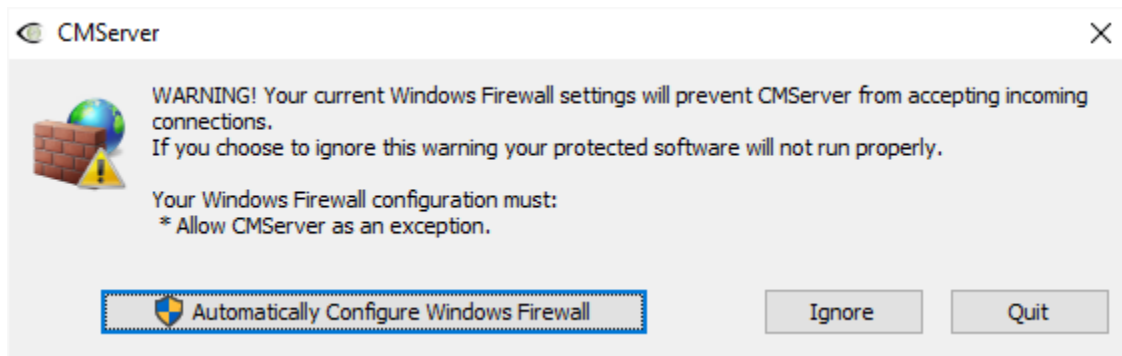 CMServer
WARNING! Your current Windows Firewall settings will prevent CMServer from accepting incoming
connections.
If you choose to ignore this warning your protected software will not run properly.
Your Windows Firewall configuration must:
* Allow CMServer as an exception.
Automatically Configure Windows Firewall
Ignore
Quit